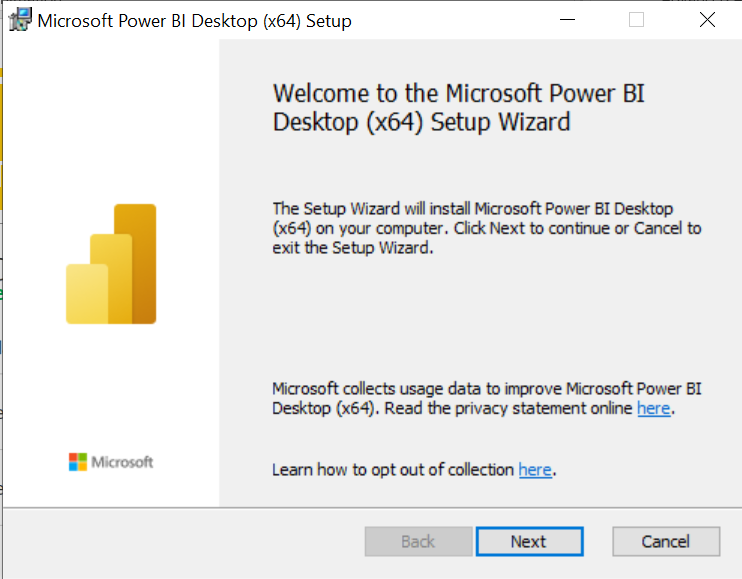 Microsoft Power BI Desktop (x64) Setup
Welcome to the Microsoft Power BI
Desktop (x64) Setup Wizard
The Setup Wizard will install Microsoft Power BI Desktop
(x64) on your computer. Click Next to continue or Cancel to
exit the Setup Wizard.
Microsoft collects usage data to improve Microsoft Power BI
Desktop (x64). Read the privacy statement online here.
Microsoft
Learn how to opt out of collection here.
Back Next Cancel